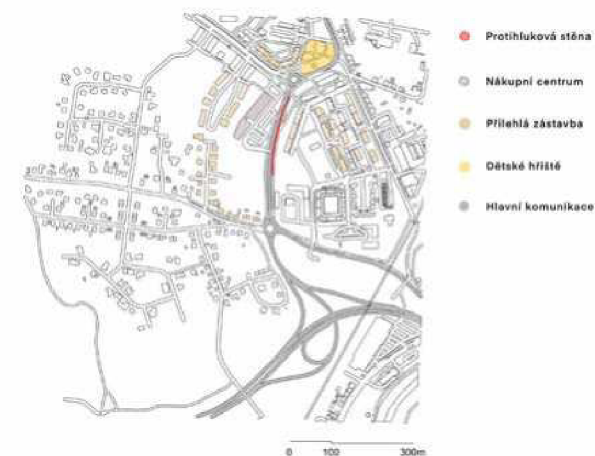 Protihluková stěna
Nákupní centrum
Přilehlá zástavba
Dětské hřiště
Hlavní komunikace
0 100 300m